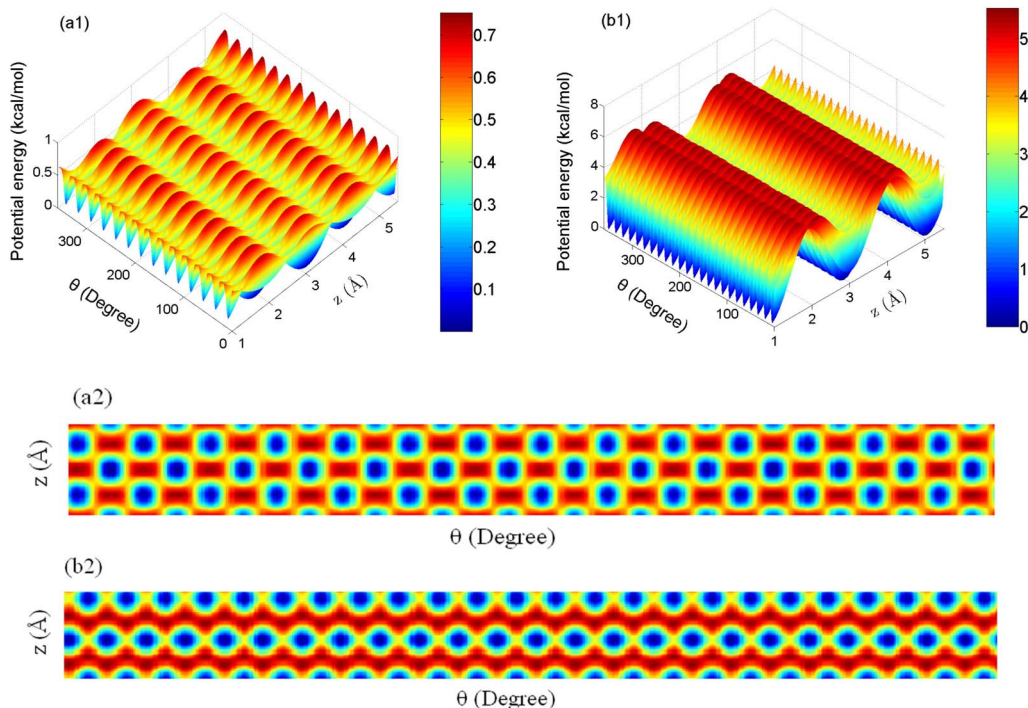 (a1)
Potential energy (kcal/mol)
1
0.5
0
300
200
100
0
θ (Degree)
1
2
3
4
5
z (Å)
0.7
0.6
0.5
0.4
0.3
0.2
0.1
(b1)
Potential energy (kcal/mol)
8
6
4
2
0
300
200
100
θ (Degree)
1
2
3
4
5
z (Å)
5
4
3
2
1
0
(a2)
z (Å)
θ (Degree)
(b2)
z (Å)
θ (Degree)